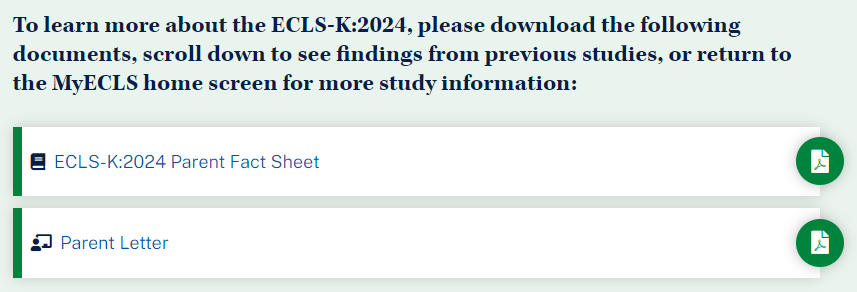 To learn more about the ECLS-K:2024, please download the following
documents, scroll down to see findings from previous studies, or return to
the MyECLS home screen for more study information:
ECLS-K:2024 Parent Fact Sheet
Parent Letter